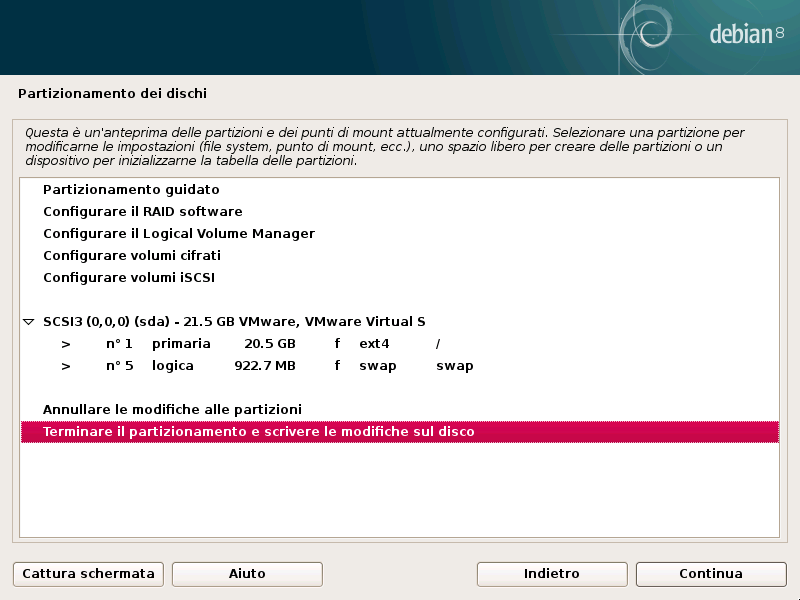 debian 8
Partizionamento dei dischi
Questa è un'anteprima delle partizioni e dei punti di mount attualmente configurati. Selezionare una partizione per
modificarne le impostazioni (file system, punto di mount, ecc.), uno spazio libero per creare delle partizioni o un
dispositivo per inizializzarne la tabella delle partizioni.
Partizionamento guidato
Configurare il RAID software
Configurare il Logical Volume Manager
Configurare volumi cifrati
Configurare volumi iSCSI
SCSI3 (0,0,0) (sda) - 21.5 GB VMware, VMware Virtual S
> n° 1 primaria 20.5 GB f ext4 /
> n° 5 logica 922.7 MB f swap swap
Annullare le modifiche alle partizioni
Terminare il partizionamento e scrivere le modifiche sul disco
Cattura schermata Aiuto Indietro Continua